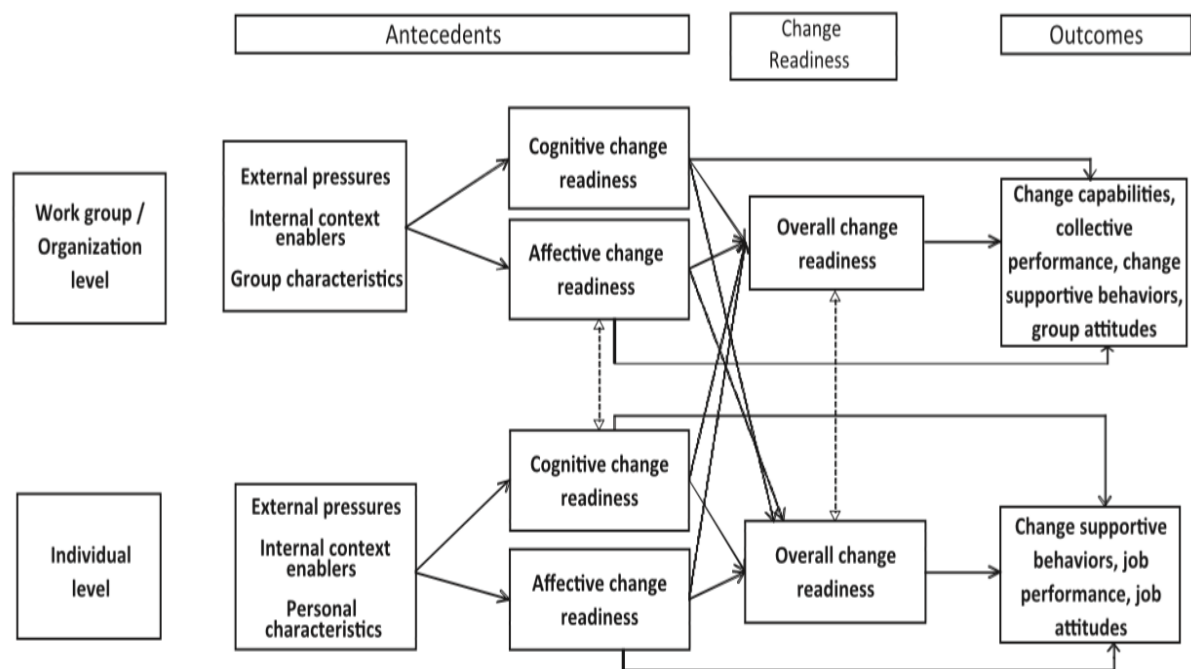 Antecedents
Change
Readiness
Outcomes
Work group /
Organization
level
External pressures
Internal context
enablers
Group characteristics
Cognitive change
readiness
Affective change
readiness
Overall change
readiness
Change capabilities,
collective
performance, change
supportive behaviors,
group attitudes
Individual
level
External pressures
Internal context
enablers
Personal
characteristics
Cognitive change
readiness
Affective change
readiness
Overall change
readiness
Change supportive
behaviors, job
performance, job
attitudes